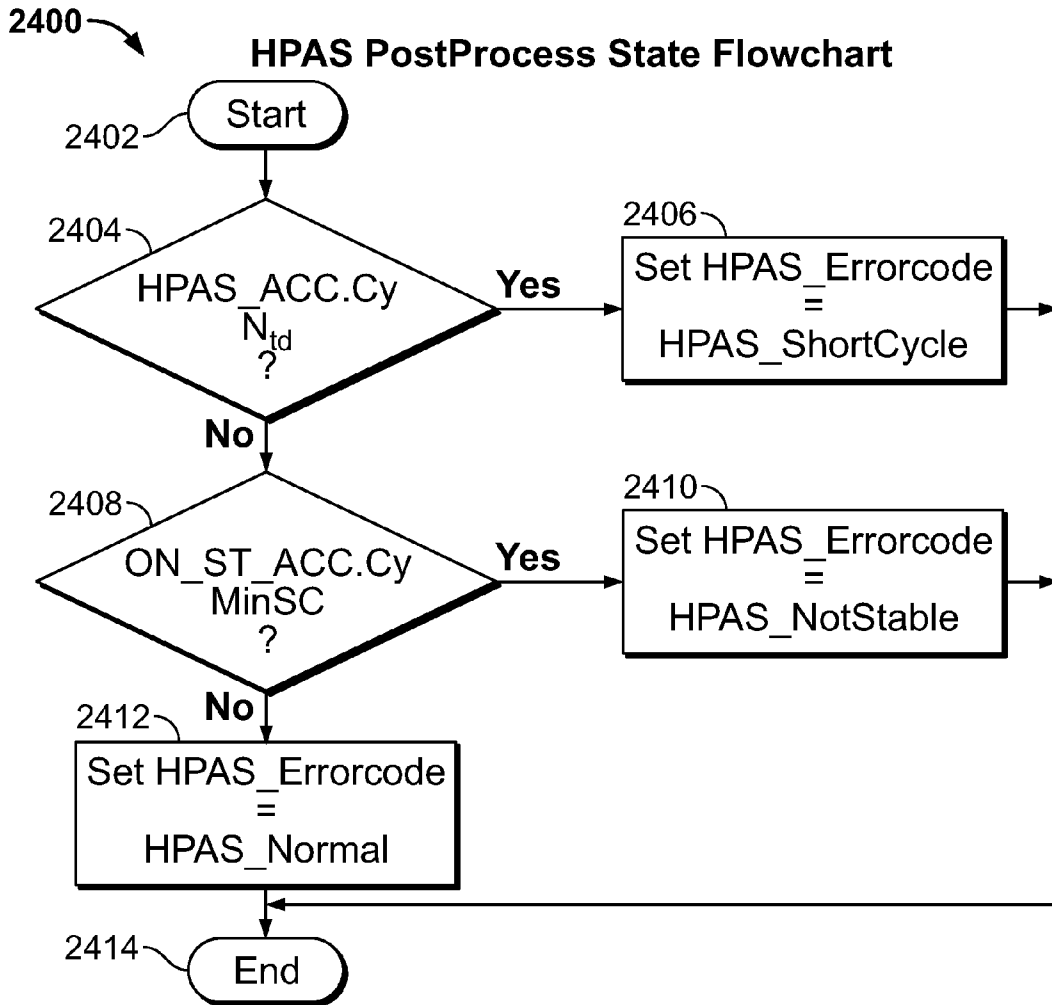 2400
HPAS PostProcess State Flowchart
2402
Start
2404
HPAS_ACC.Cy
N_td
?
Yes
No
2406
Set HPAS_Errorcode
=
HPAS_ShortCycle
2408
ON_ST_ACC.Cy
MinSC
?
Yes
No
2410
Set HPAS_Errorcode
=
HPAS_NotStable
2412
Set HPAS_Errorcode
=
HPAS_Normal
2414
End